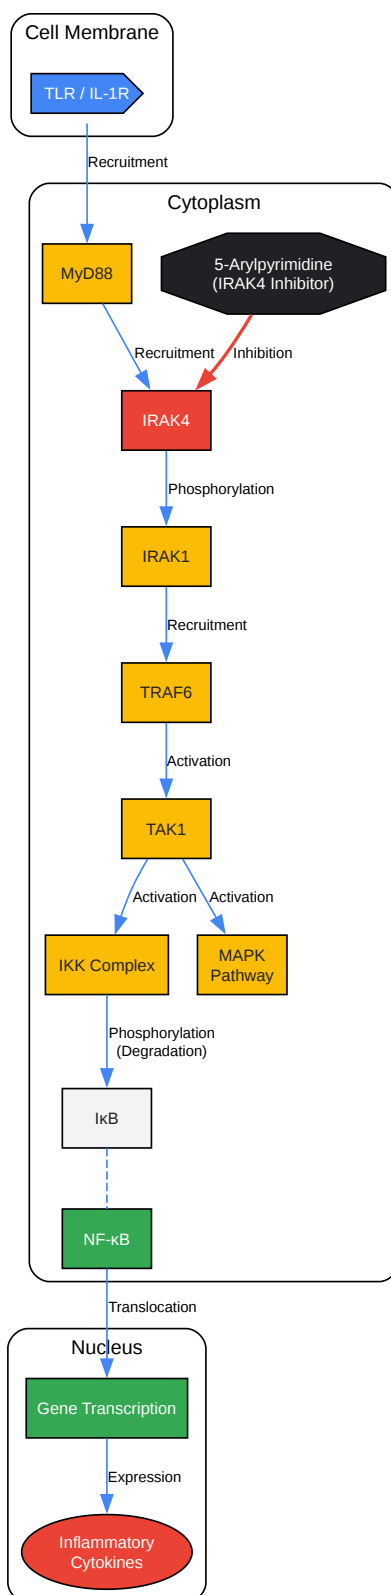 Cell Membrane
TLR / IL-1R
Recruitment
Cytoplasm
MyD88
5-Arylpyrimidine
(IRAK4 Inhibitor)
Recruitment
Inhibition
IRAK4
Phosphorylation
IRAK1
Recruitment
TRAF6
Activation
TAK1
Activation
Activation
IKK Complex
MAPK
Pathway
Phosphorylation
(Degradation)
IκB
NF-κB
Translocation
Nucleus
Gene Transcription
Expression
Inflammatory
Cytokines